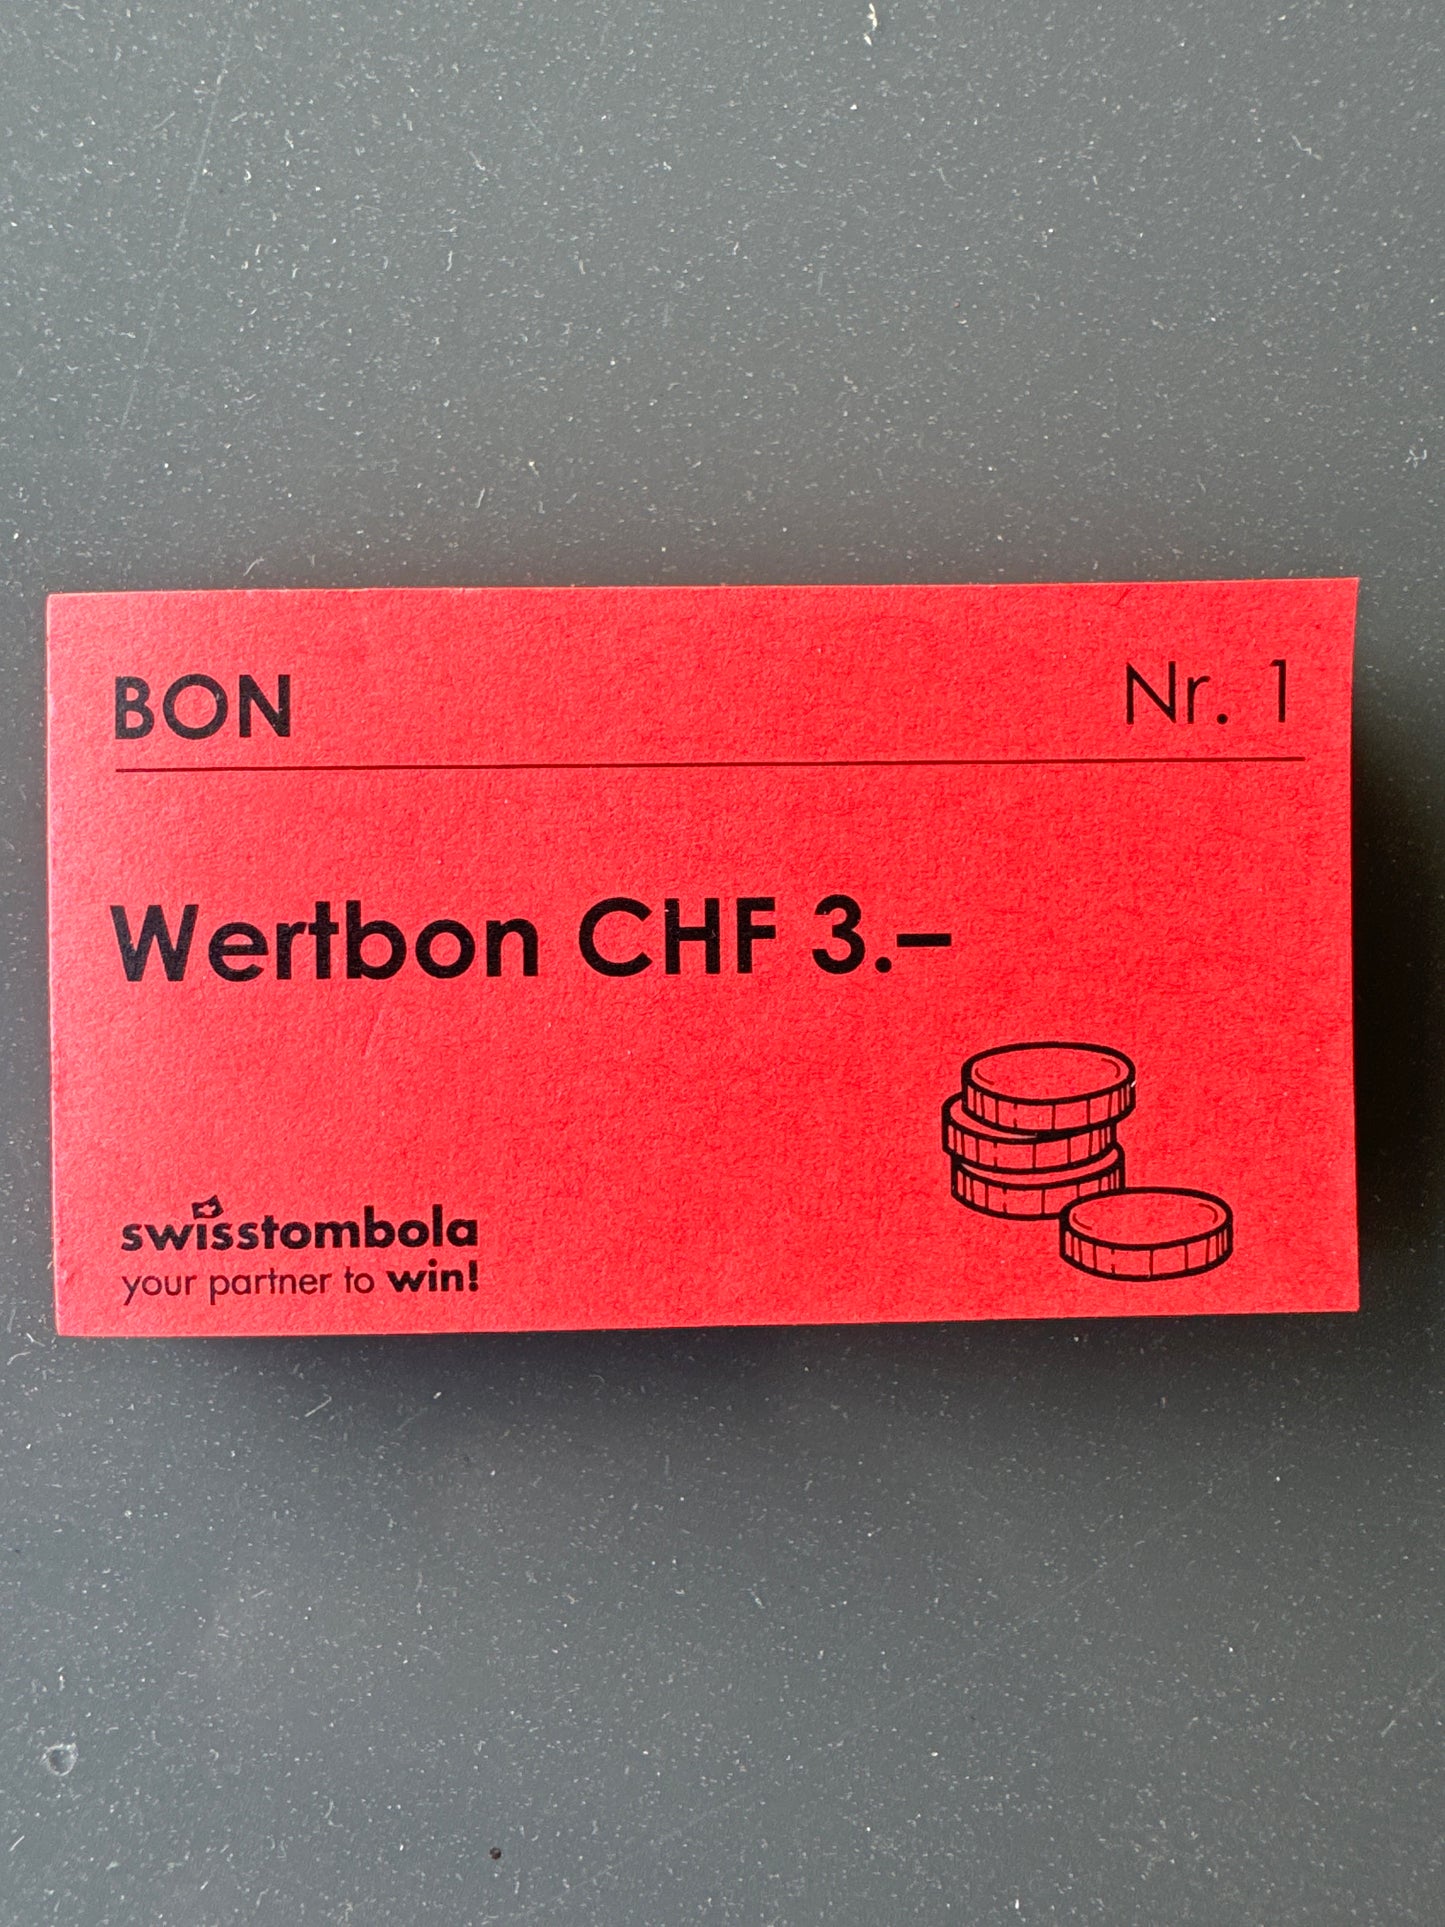 BON Nr. 1
Wertbon CHF 3.–
swisstombola
your partner to win!